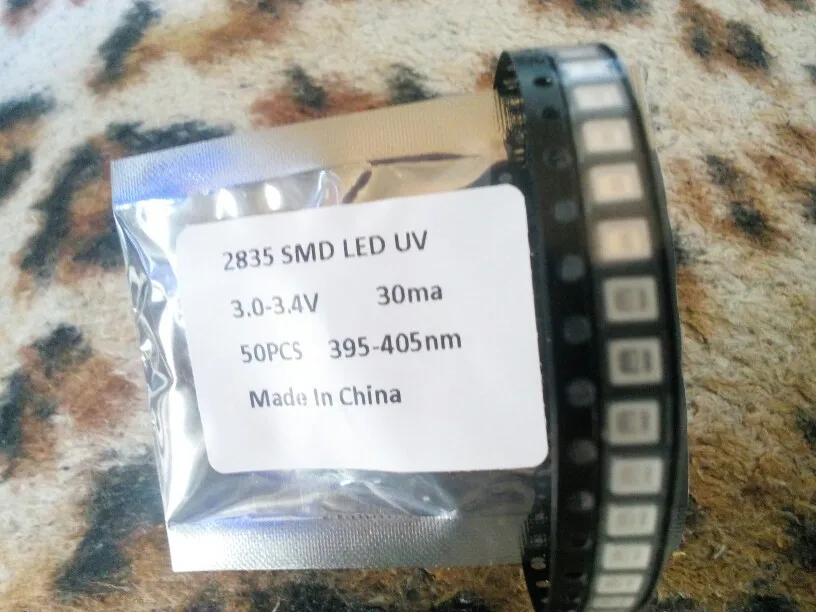 2835 SMD LED UV
3.0-3.4V 30ma
50PCS 395-405nm
Made In China